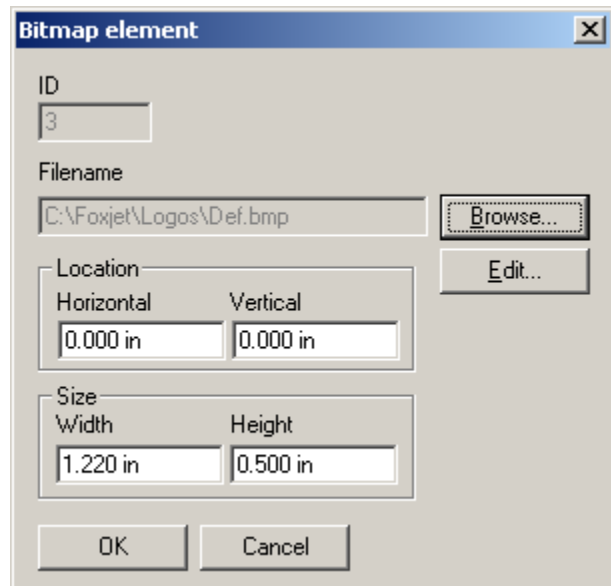 Bitmap element
ID
3
Filename
C:\Foxjet\Logos\Def.bmp
Browse...
Edit...
Location
Horizontal Vertical
0.000 in 0.000 in
Size
Width Height
1.220 in 0.500 in
OK Cancel